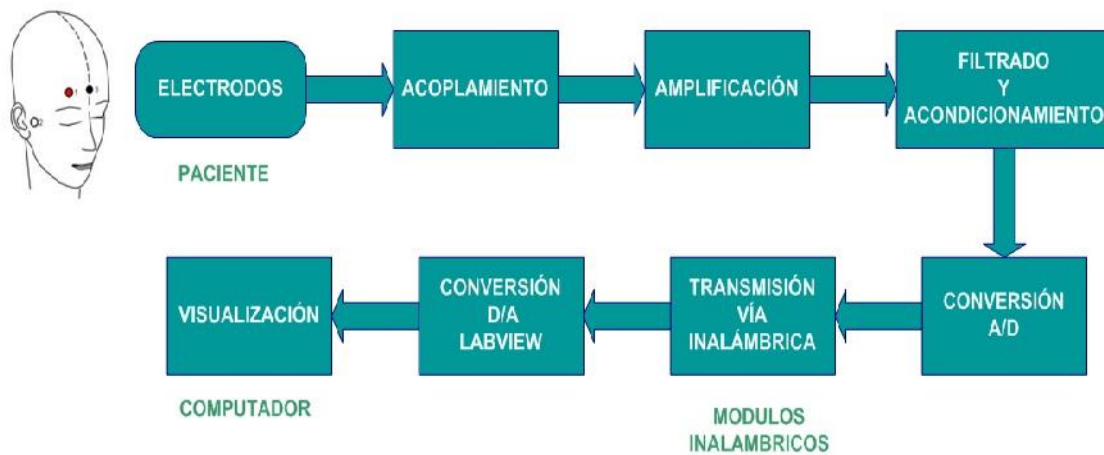 ELECTRODOS
PACIENTE
ACOPLAMIENTO
AMPLIFICACIÓN
FILTRADO
Y
ACONDICIONAMIENTO
CONVERSIÓN
A/D
TRANSMISIÓN
VÍA
INALÁMBRICA
MODULOS
INALAMBRICOS
CONVERSIÓN
D/A
LABVIEW
VISUALIZACIÓN
COMPUTADOR